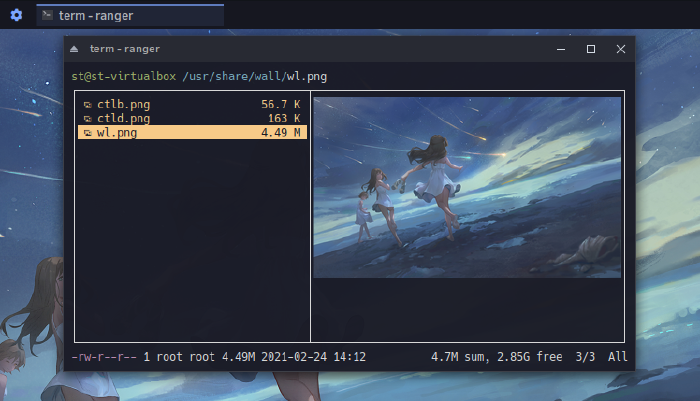 term - ranger
term - ranger
st@st-virtualbox /usr/share/wall/wl.png
ctlb.png 56.7 K
ctld.png 163 K
wl.png 4.49 M
-rw-r--r-- 1 root root 4.49M 2021-02-24 14:12 4.7M sum, 2.85G free 3/3 All